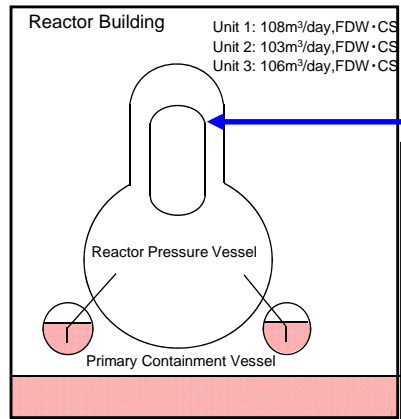 Reactor Building
Unit 1: 108m³/day,FDW・CS
Unit 2: 103m³/day,FDW・CS
Unit 3: 106m³/day,FDW・CS
Reactor Pressure Vessel
Primary Containment Vessel